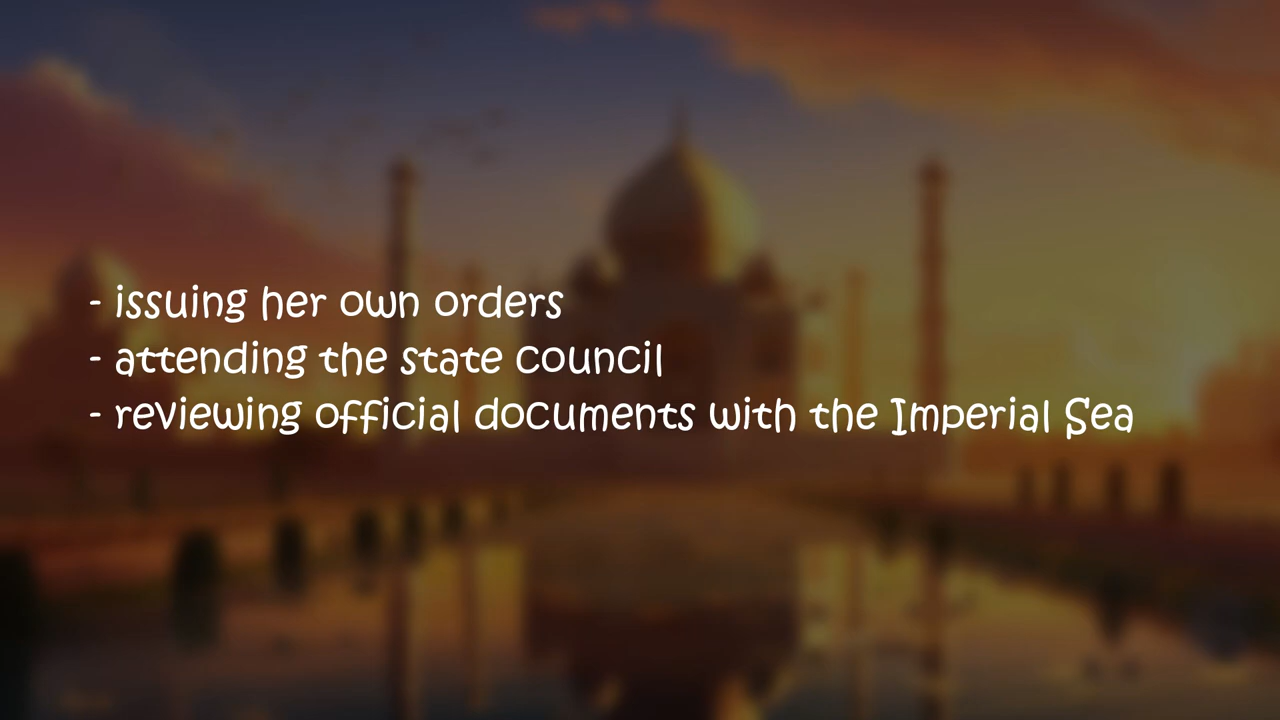 - issuing her own orders
- attending the state council
- reviewing official documents with the Imperial Sea